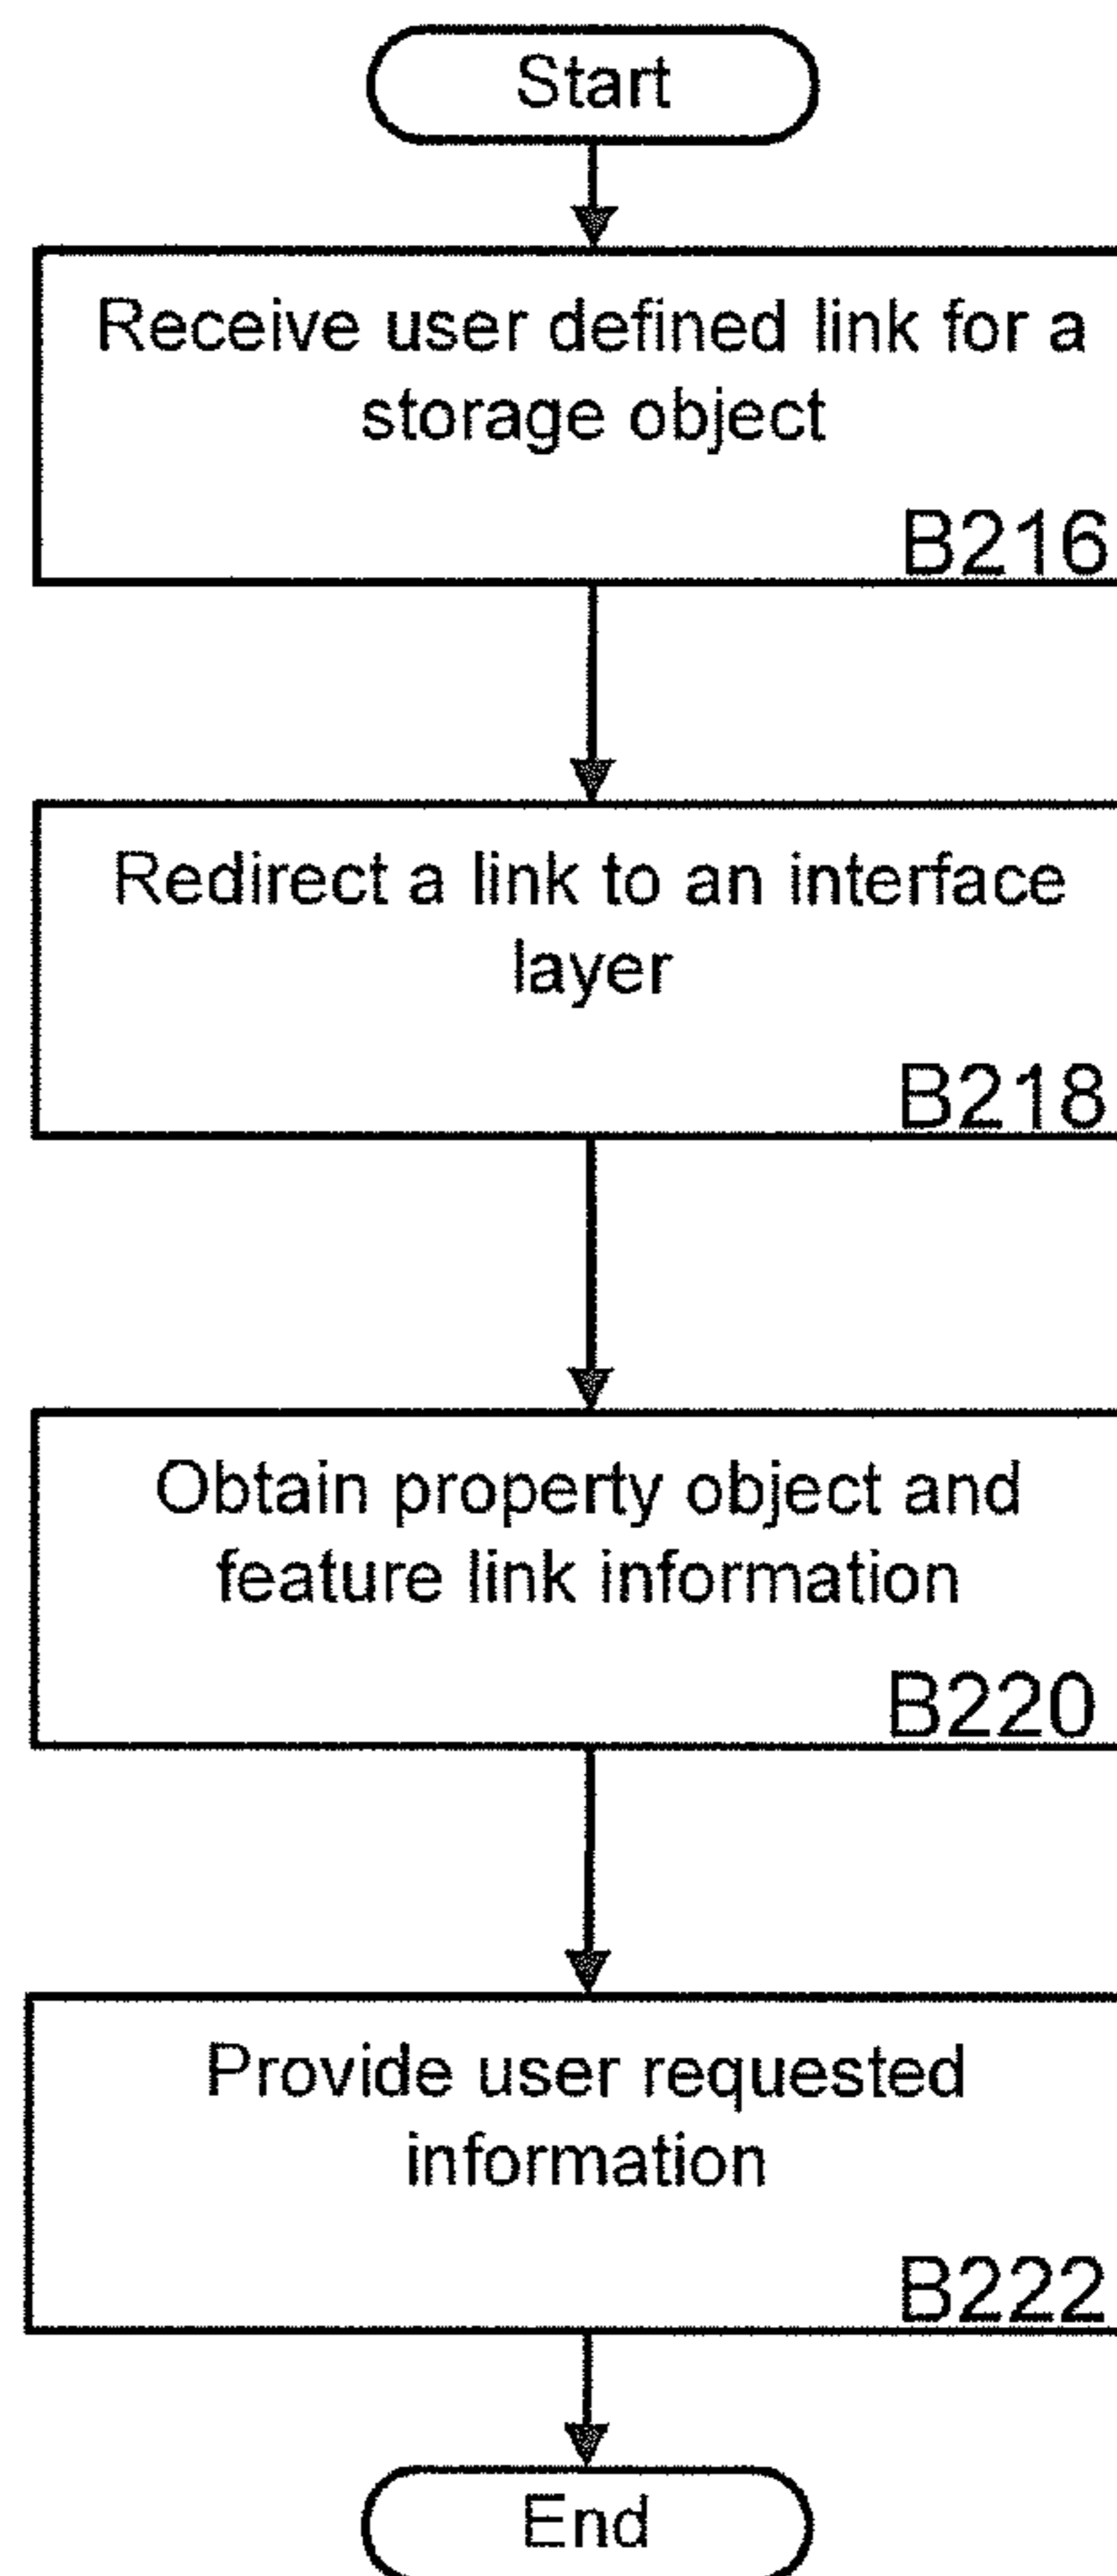 Start
Receive user defined link for a
storage object
B216
Redirect a link to an interface
layer
B218
Obtain property object and
feature link information
B220
Provide user requested
information
B222
End